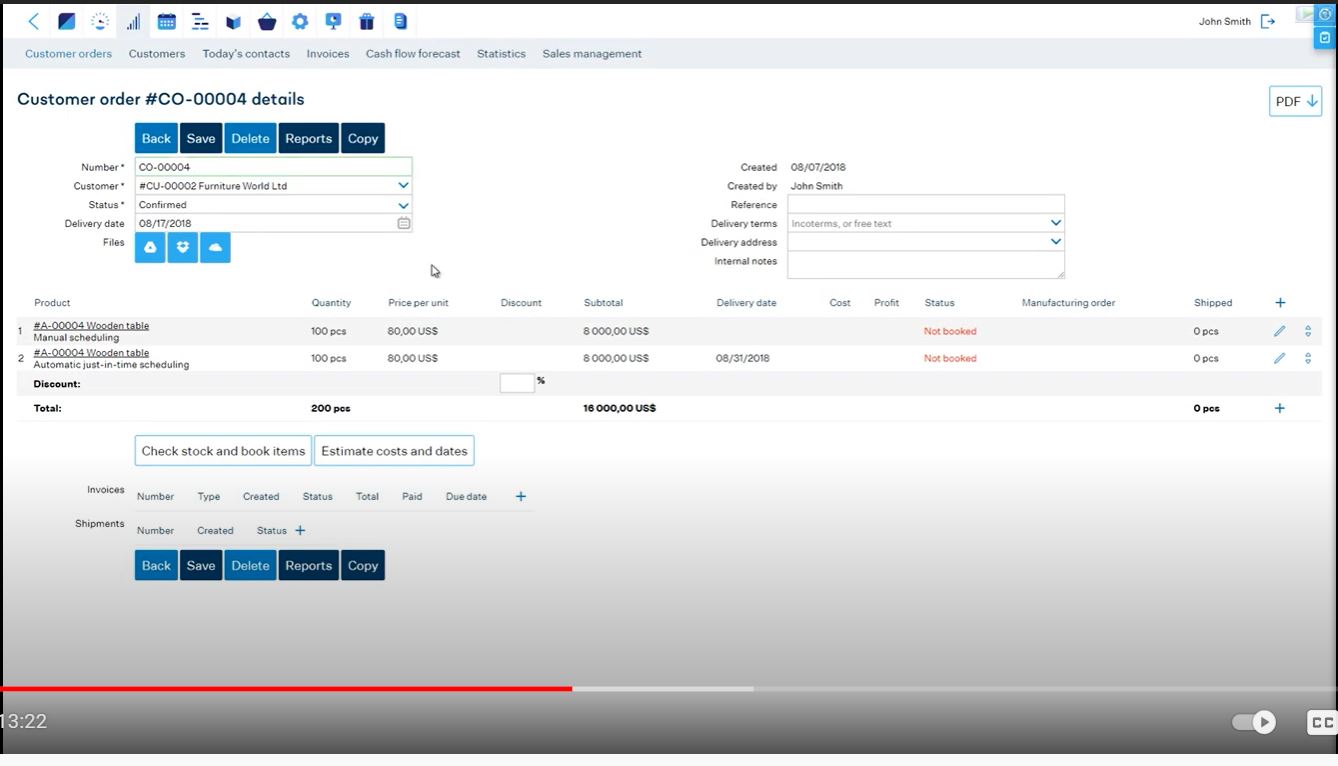 John Smith
Customer orders Customers Today's contacts Invoices Cash flow forecast Statistics Sales management
Customer order #CO-00004 details
PDF
Back Save Delete Reports Copy
Number * CO-00004 Created 08/07/2018
Customer * #CU-00002 Furniture World Ltd Created by John Smith
Status * Confirmed Reference
Delivery date 08/17/2018 Delivery terms Incoterms, or free text
Files Delivery address
Internal notes
Product Quantity Price per unit Discount Subtotal Delivery date Cost Profit Status Manufacturing order Shipped +
1 #A-00004 Wooden table 100 pcs 80,00 US$ 8 000,00 US$ Not booked 0 pcs
Manual scheduling
2 #A-00004 Wooden table 100 pcs 80,00 US$ 8 000,00 US$ 08/31/2018 Not booked 0 pcs
Automatic just-in-time scheduling
Discount: %
Total: 200 pcs 16 000,00 US$ 0 pcs +
Check stock and book items Estimate costs and dates
Invoices Number Type Created Status Total Paid Due date +
Shipments Number Created Status +
Back Save Delete Reports Copy
13:22
CC